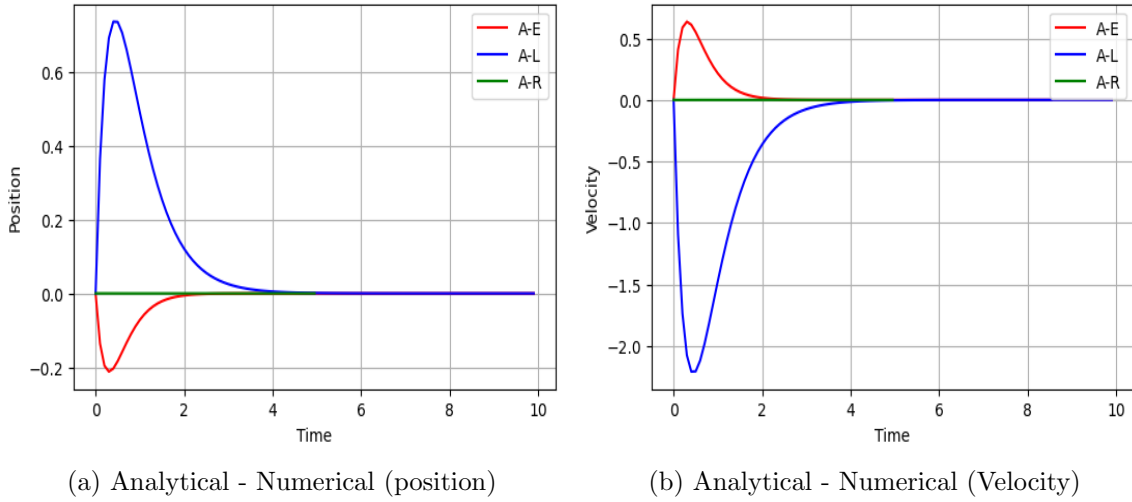 0.6
0.4
0.2
0.0
−0.2
Position
0
2
4
6
8
10
Time
A-E
A-L
A-R
(a) Analytical - Numerical (position)
0.5
0.0
−0.5
−1.0
−1.5
−2.0
Velocity
0
2
4
6
8
10
Time
A-E
A-L
A-R
(b) Analytical - Numerical (Velocity)